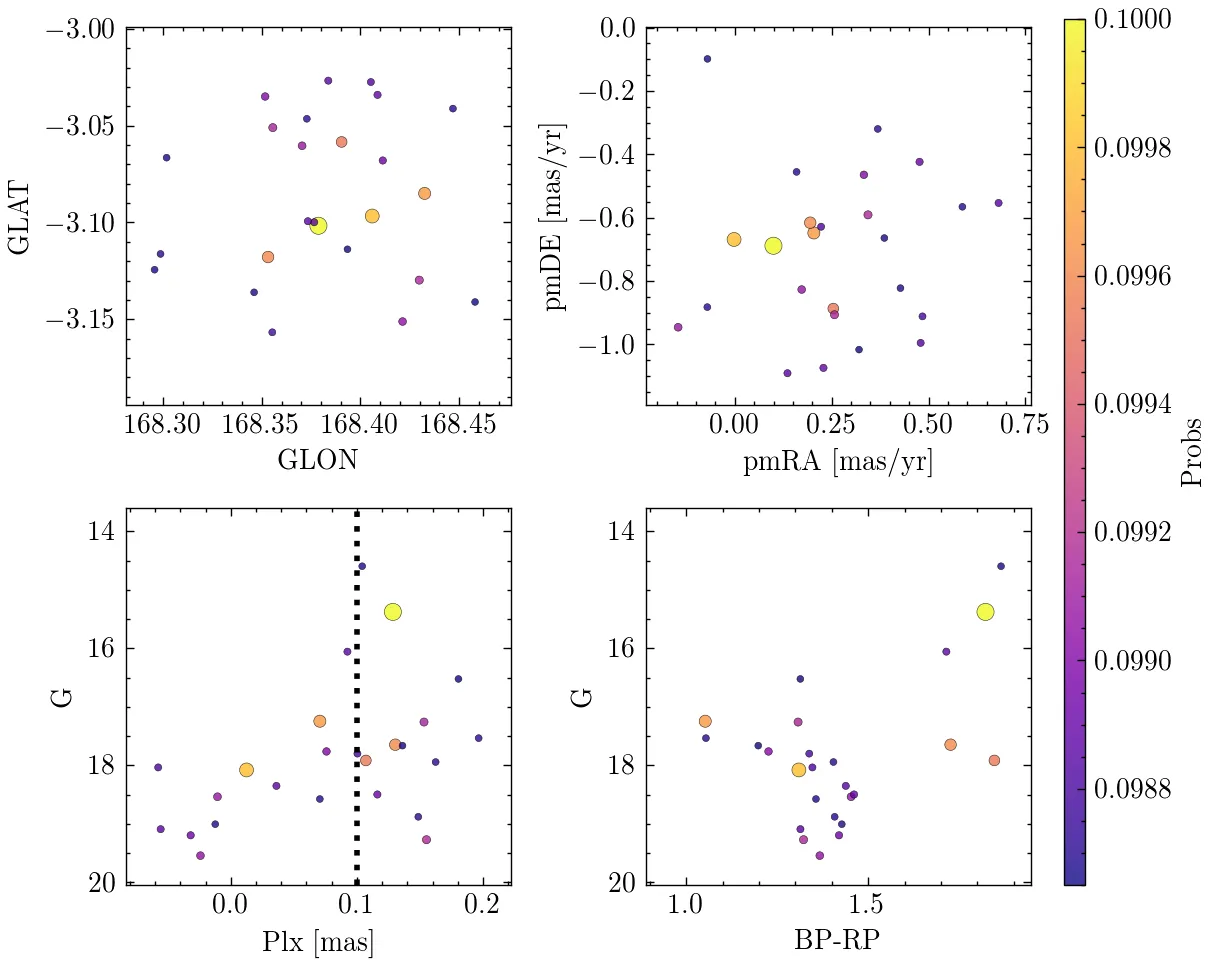 −3.00
−3.05
−3.10
−3.15
GLAT
168.30 168.35 168.40 168.45
GLON
0.0
−0.2
−0.4
−0.6
−0.8
−1.0
pmDE [mas/yr]
0.00 0.25 0.50 0.75
pmRA [mas/yr]
14
16
18
20
G
0.0 0.1 0.2
Plx [mas]
14
16
18
20
G
1.0 1.5
BP-RP
0.1000
0.0998
0.0996
0.0994
0.0992
0.0990
0.0988
Probs